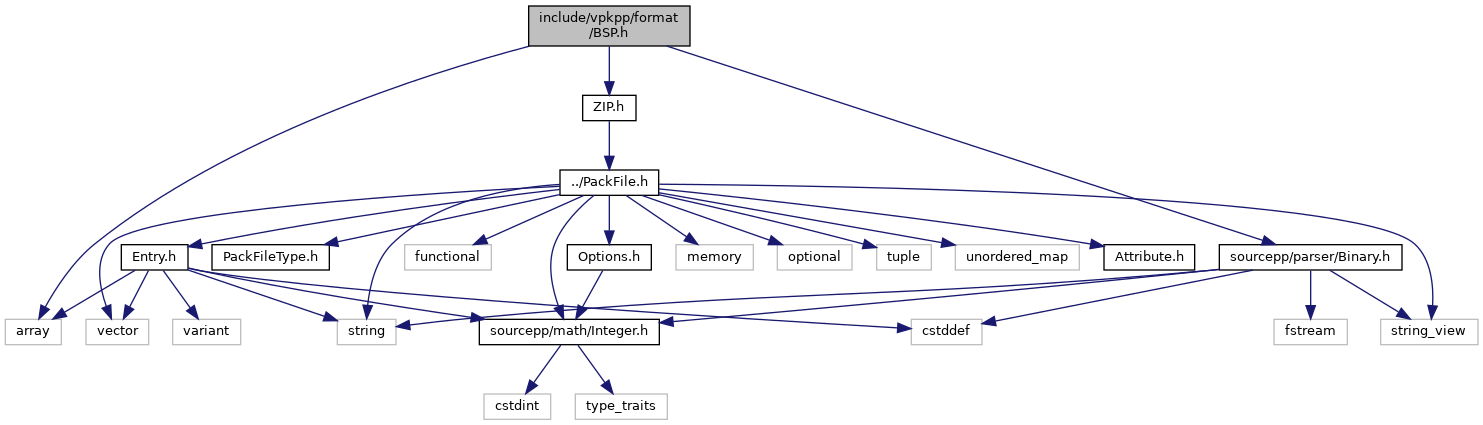 include/vpkpp/format
/BSP.h
ZIP.h
../PackFile.h
Entry.h
PackFileType.h
functional
Options.h
memory
optional
tuple
unordered_map
Attribute.h
sourcepp/parser/Binary.h
array
vector
variant
string
sourcepp/math/Integer.h
cstddef
fstream
string_view
cstdint
type_traits